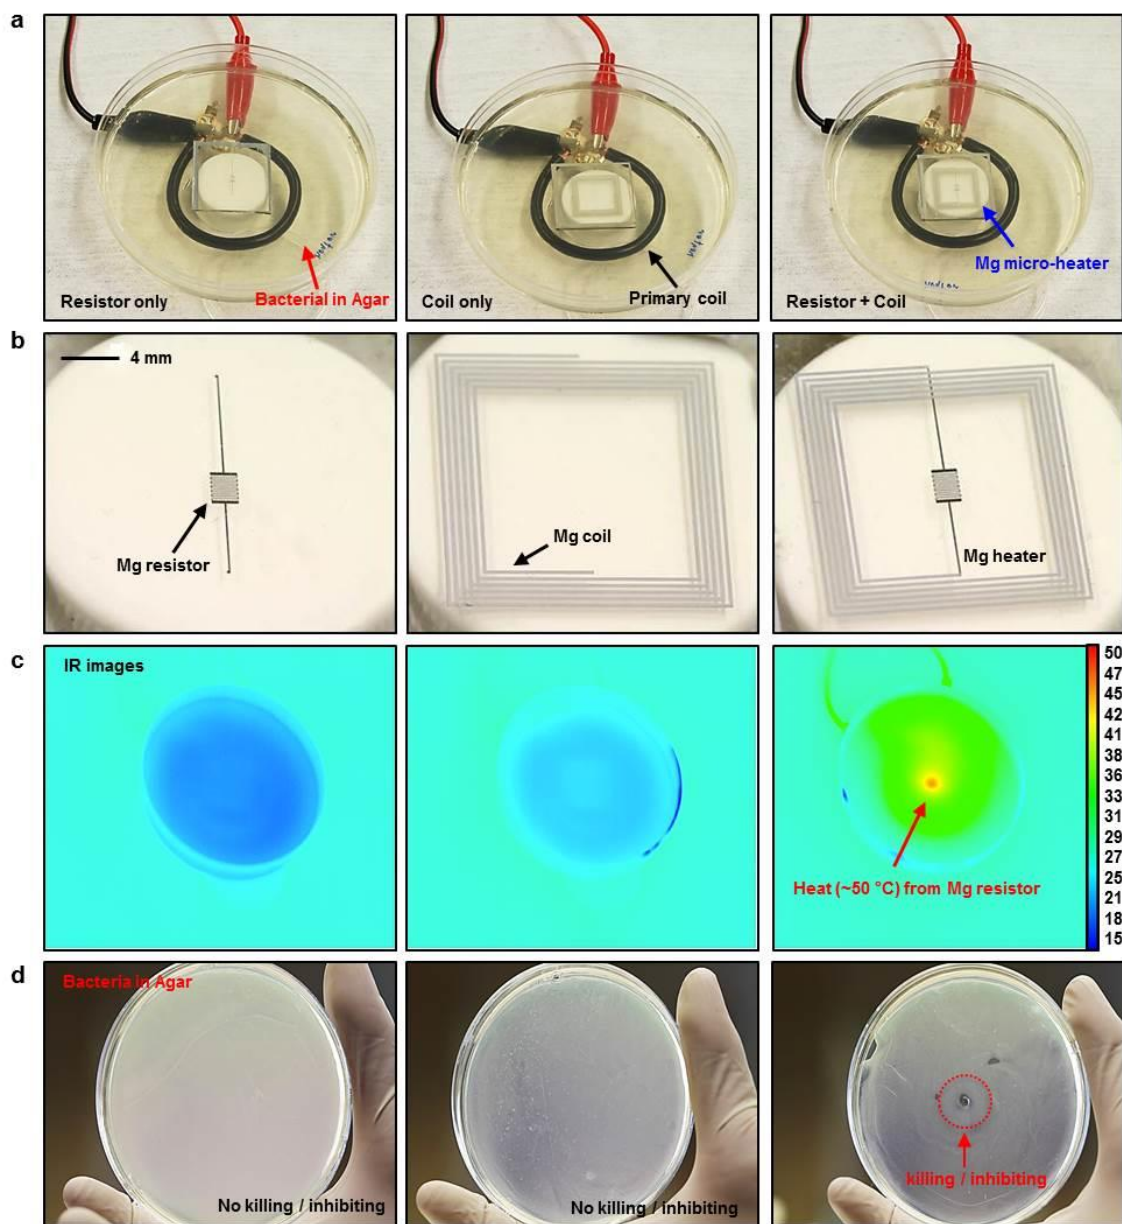 a
Resistor only
Bacterial in Agar
Coil only
Primary coil
Resistor + Coil
Mg micro-heater
b
4 mm
Mg resistor
Mg coil
Mg heater
c
IR images
Heat (~50 °C) from Mg resistor
50
47
45
42
41
38
36
33
31
29
27
25
21
18
15
d
Bacteria in Agar
No killing / inhibiting
No killing / inhibiting
killing / inhibiting